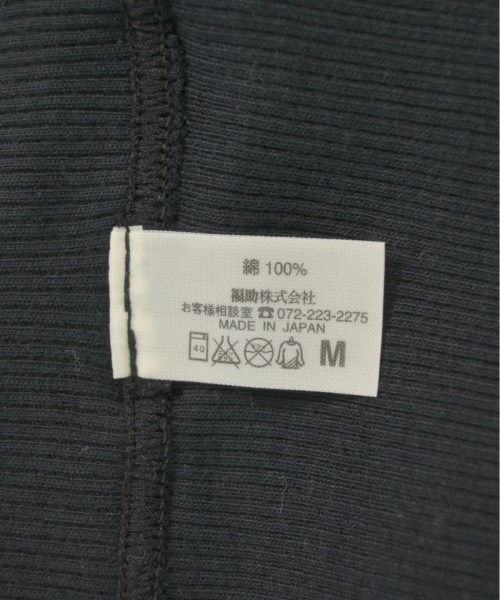 綿 100%
福助株式会社
お客様相談室 ☎ 072-223-2275
MADE IN JAPAN
40 M